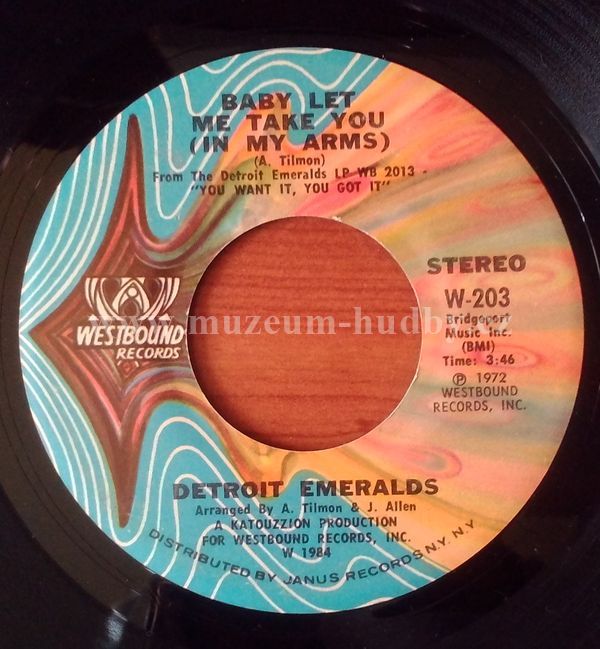 BABY LET
ME TAKE YOU
(IN MY ARMS)
(A. Tilmon)
From The Detroit Emeralds LP WB 2013 -
"YOU WANT IT, YOU GOT IT"
STEREO
W-203
Bridgeport
Music Inc.
(BMI)
Time: 3:46
℗ 1972
WESTBOUND
RECORDS, INC.
WESTBOUND
RECORDS
www.muzeum-hudby.cz
DETROIT EMERALDS
Arranged By A. Tilmon & J. Allen
A KATOUZZION PRODUCTION
FOR WESTBOUND RECORDS, INC.
W 1984
DISTRIBUTED BY JANUS RECORDS N.Y. N.Y